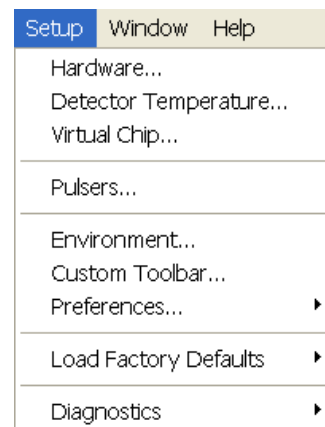 Setup Window Help
Hardware...
Detector Temperature...
Virtual Chip...
Pulsers...
Environment...
Custom Toolbar...
Preferences...
Load Factory Defaults
Diagnostics